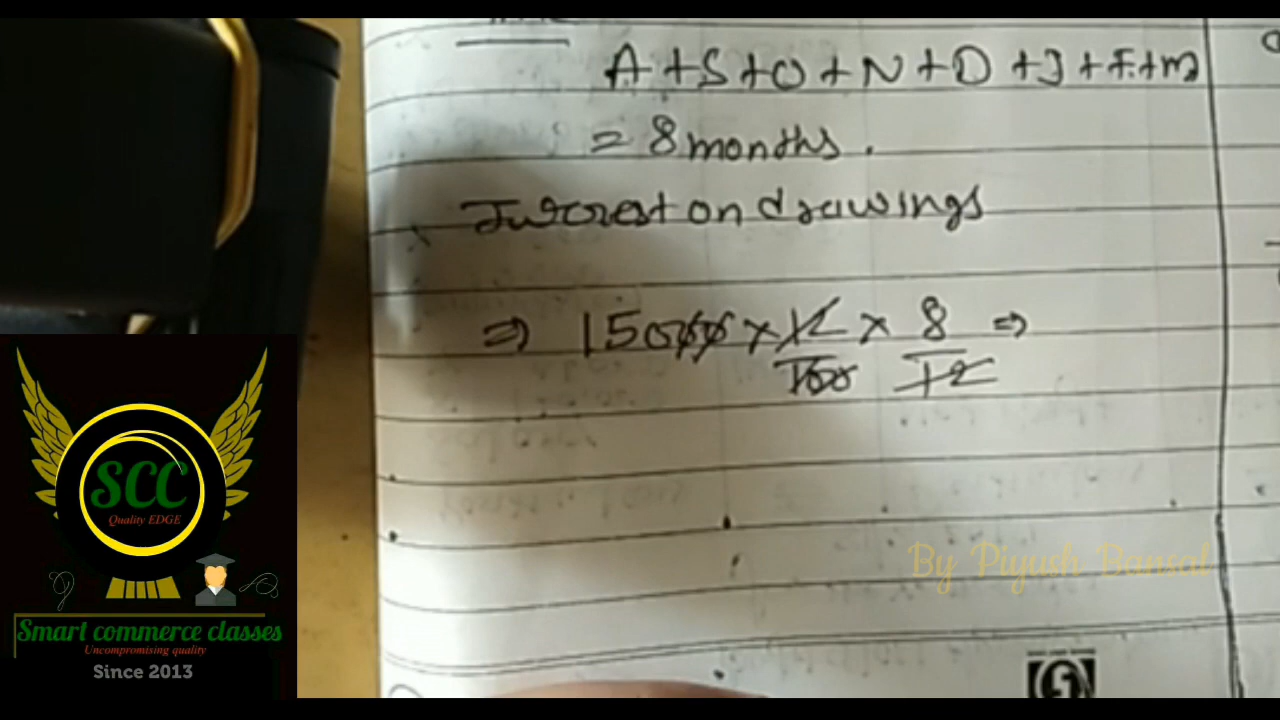 A+S+O+N+D+J+F+M
= 8 months.
Interest on drawings
⇒ 15000 × 12/100 × 8/12 ⇒
SCC
Quality EDGE
Smart commerce classes
Uncompromising quality
Since 2013
By Piyush Bansal